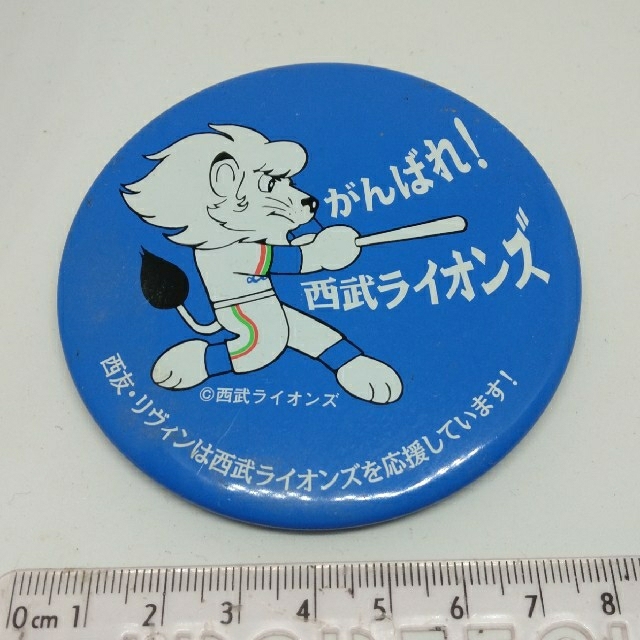 がんばれ!
西武ライオンズ
©西武ライオンズ
西友・リヴィンは西武ライオンズを応援しています!
0cm 1 2 3 4 5 6 7 8